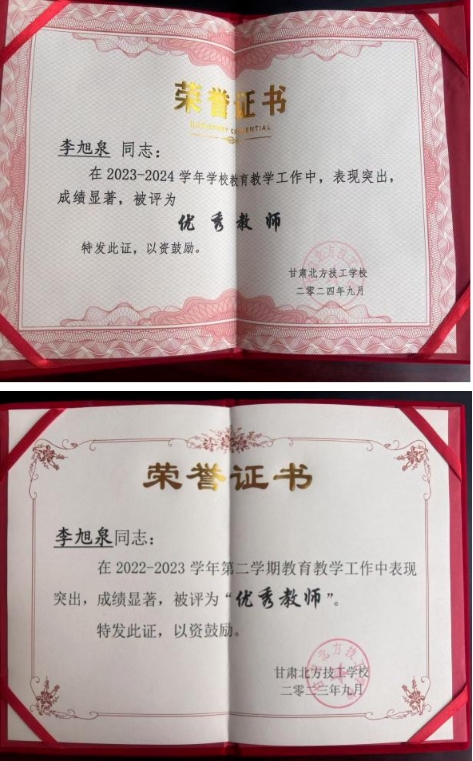 荣誉证书
李旭泉 同志：
在 2023-2024 学年学校教育教学工作中，表现突出，
成绩显著，被评为
优秀教师
特发此证，以资鼓励。
甘肃北方技工学校
二零二四年九月
荣誉证书
李旭泉同志：
在 2022-2023 学年第二学期教育教学工作中表现
突出，成绩显著，被评为“优秀教师”。
特发此证，以资鼓励。
甘肃北方技工学校
二零二三年九月